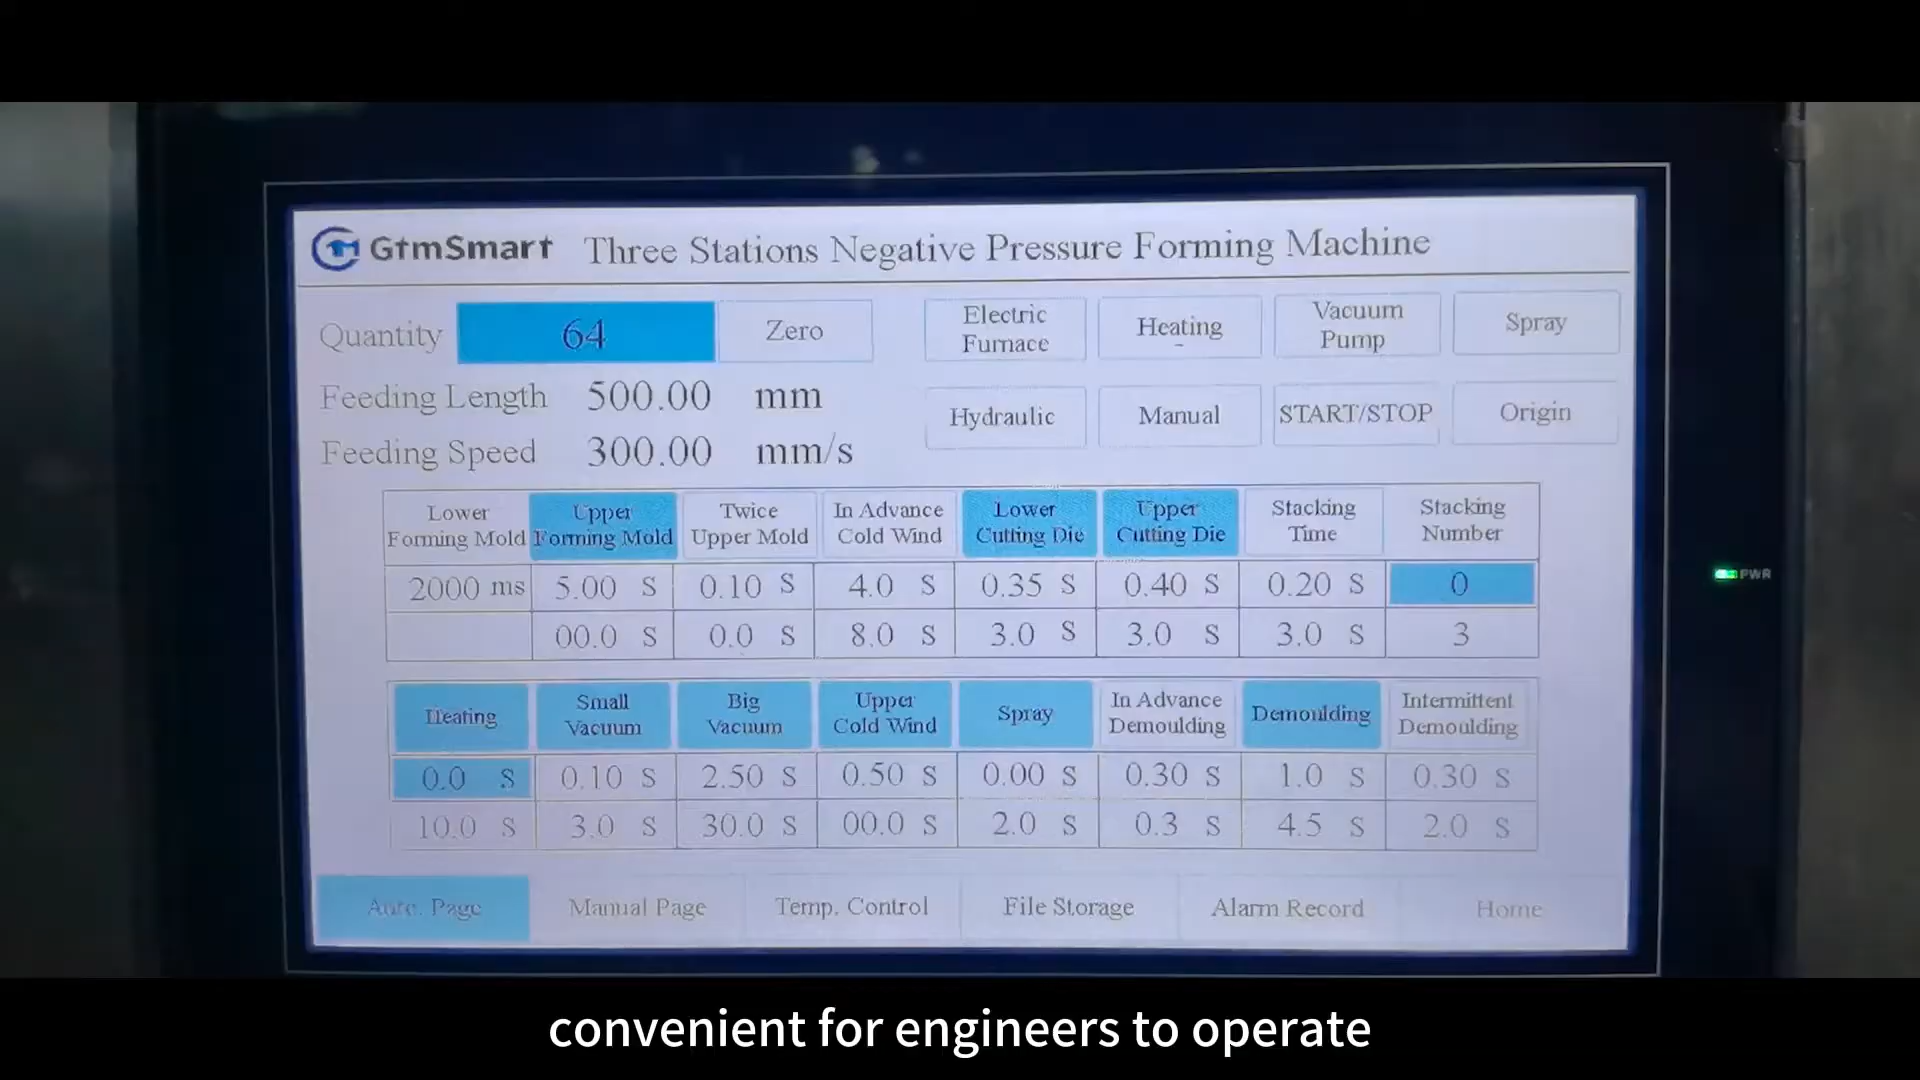 GtmSmart Three Stations Negative Pressure Forming Machine
Quantity 64 Zero
Electric Furnace Heating Vacuum Pump Spray
Feeding Length 500.00 mm
Hydraulic Manual START/STOP Origin
Feeding Speed 300.00 mm/s
Lower Forming Mold Upper Forming Mold Twice Upper Mold In Advance Cold Wind Lower Cutting Die Upper Cutting Die Stacking Time Stacking Number
2000 ms 5.00 S 0.10 S 4.0 S 0.35 S 0.40 S 0.20 S 0
00.0 S 0.0 S 8.0 S 3.0 S 3.0 S 3.0 S 3
Heating Small Vacuum Big Vacuum Upper Cold Wind Spray In Advance Demoulding Demoulding Intermittent Demoulding
0.0 S 0.10 S 2.50 S 0.50 S 0.00 S 0.30 S 1.0 S 0.30 S
10.0 S 3.0 S 30.0 S 00.0 S 2.0 S 0.3 S 4.5 S 2.0 S
Auto. Page Manual Page Temp. Control File Storage Alarm Record Home
PWR
convenient for engineers to operate